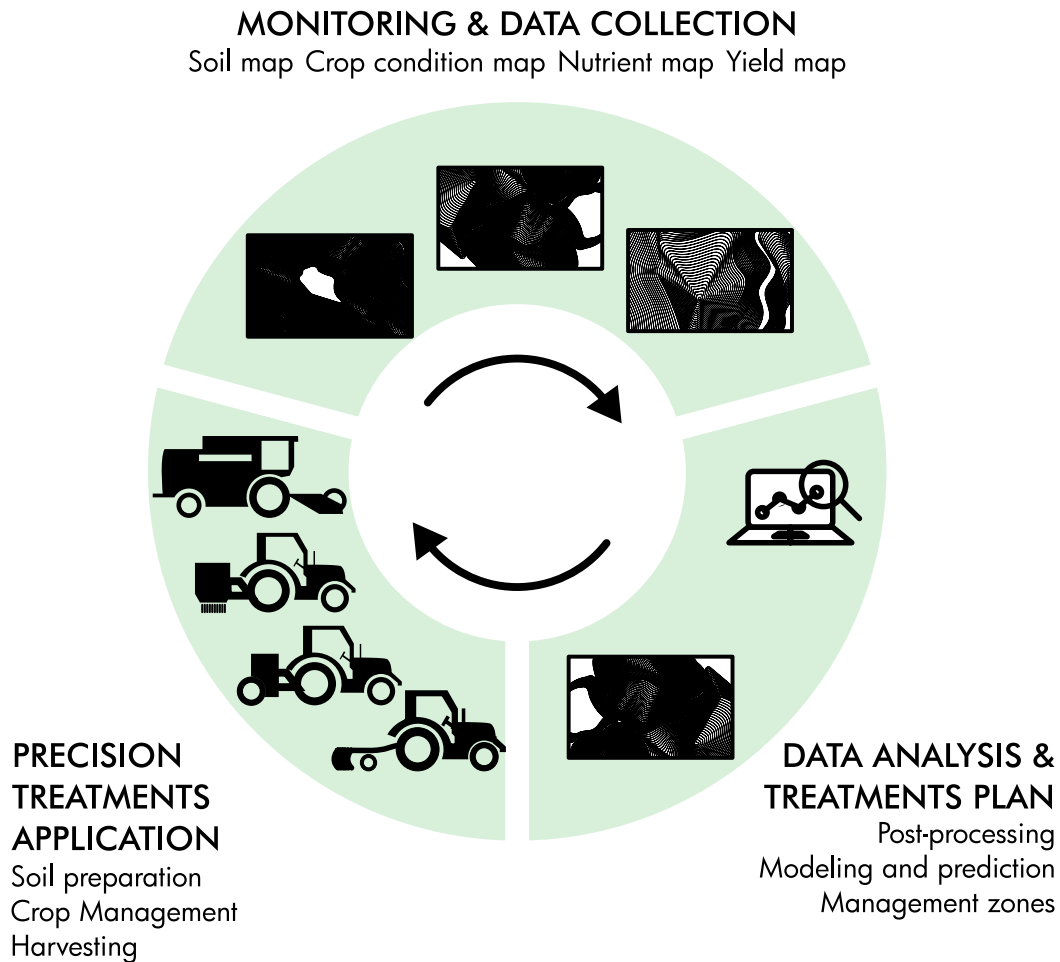 MONITORING & DATA COLLECTION
Soil map Crop condition map Nutrient map Yield map
PRECISION
TREATMENTS
APPLICATION
Soil preparation
Crop Management
Harvesting
DATA ANALYSIS &
TREATMENTS PLAN
Post-processing
Modeling and prediction
Management zones